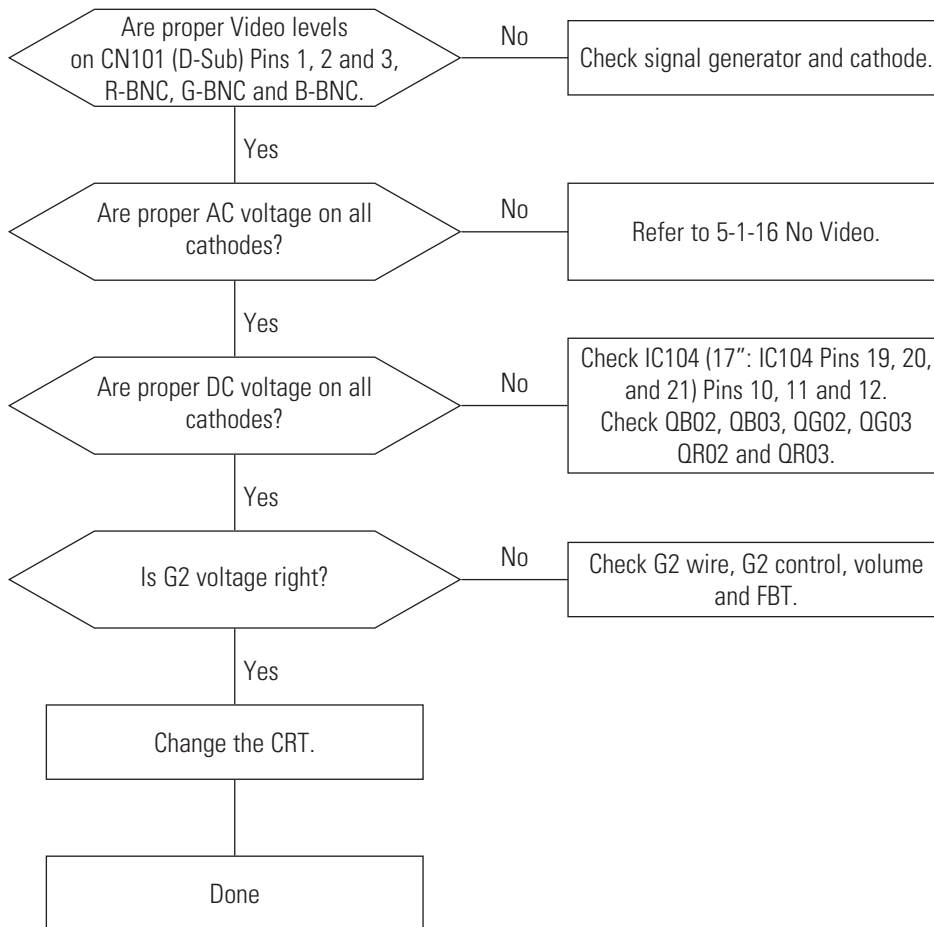 Are proper Video levels
on CN101 (D-Sub) Pins 1, 2 and 3,
R-BNC, G-BNC and B-BNC.
No
Check signal generator and cathode.
Yes
Are proper AC voltage on all
cathodes?
No
Refer to 5-1-16 No Video.
Yes
Are proper DC voltage on all
cathodes?
No
Check IC104 (17”: IC104 Pins 19, 20,
and 21) Pins 10, 11 and 12.
Check QB02, QB03, QG02, QG03
QR02 and QR03.
Yes
Is G2 voltage right?
No
Check G2 wire, G2 control, volume
and FBT.
Yes
Change the CRT.
Done